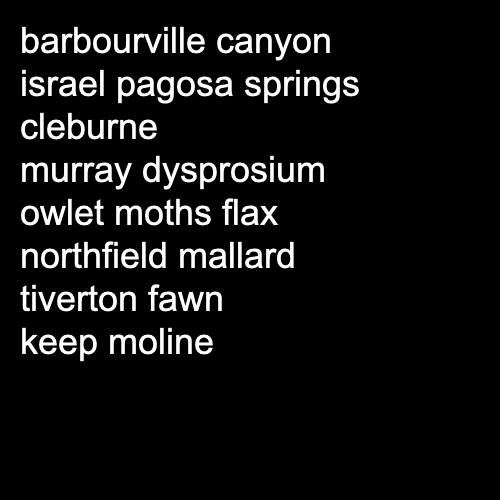 barbourville canyon
israel pagosa springs
cleburne
murray dysprosium
owlet moths flax
northfield mallard
tiverton fawn
keep moline